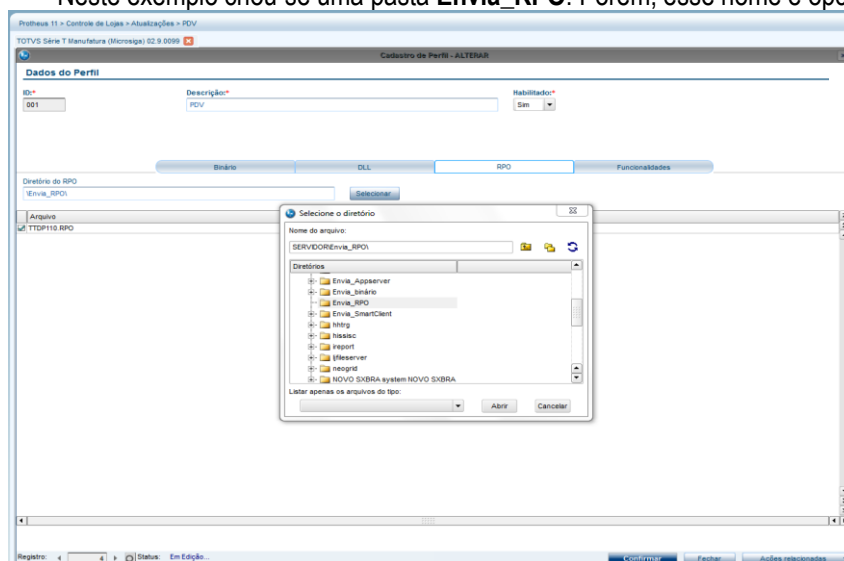 Neste exemplo criou-se uma pasta Envia_RPO. Porém, esse nome é
Protheus 11 > Controle de Lojas > Atualizações > PDV
TOTVS Série T Manufatura (Microsiga) 02.9.0099
Cadastro de Perfil - ALTERAR
Dados do Perfil
ID:* Descrição:* Habilitado:*
001 PDV Sim
Binário DLL RPO Funcionalidades
Diretório do RPO
\Envia_RPO\ Selecionar
Arquivo
TTDP110.RPO
Selecione o diretório
Nome do arquivo:
SERVIDOR\Envia_RPO\
Diretórios
Envia_Appserver
Envia_binário
Envia_RPO
Envia_SmartClient
hhtrg
hissisc
ireport
ljfileserver
neogrid
NOVO SXBRA system NOVO SXBRA
Listar apenas os arquivos do tipo:
Abrir Cancelar
Registro: 4 Status: Em Edição... Confirmar Fechar Ações relacionadas